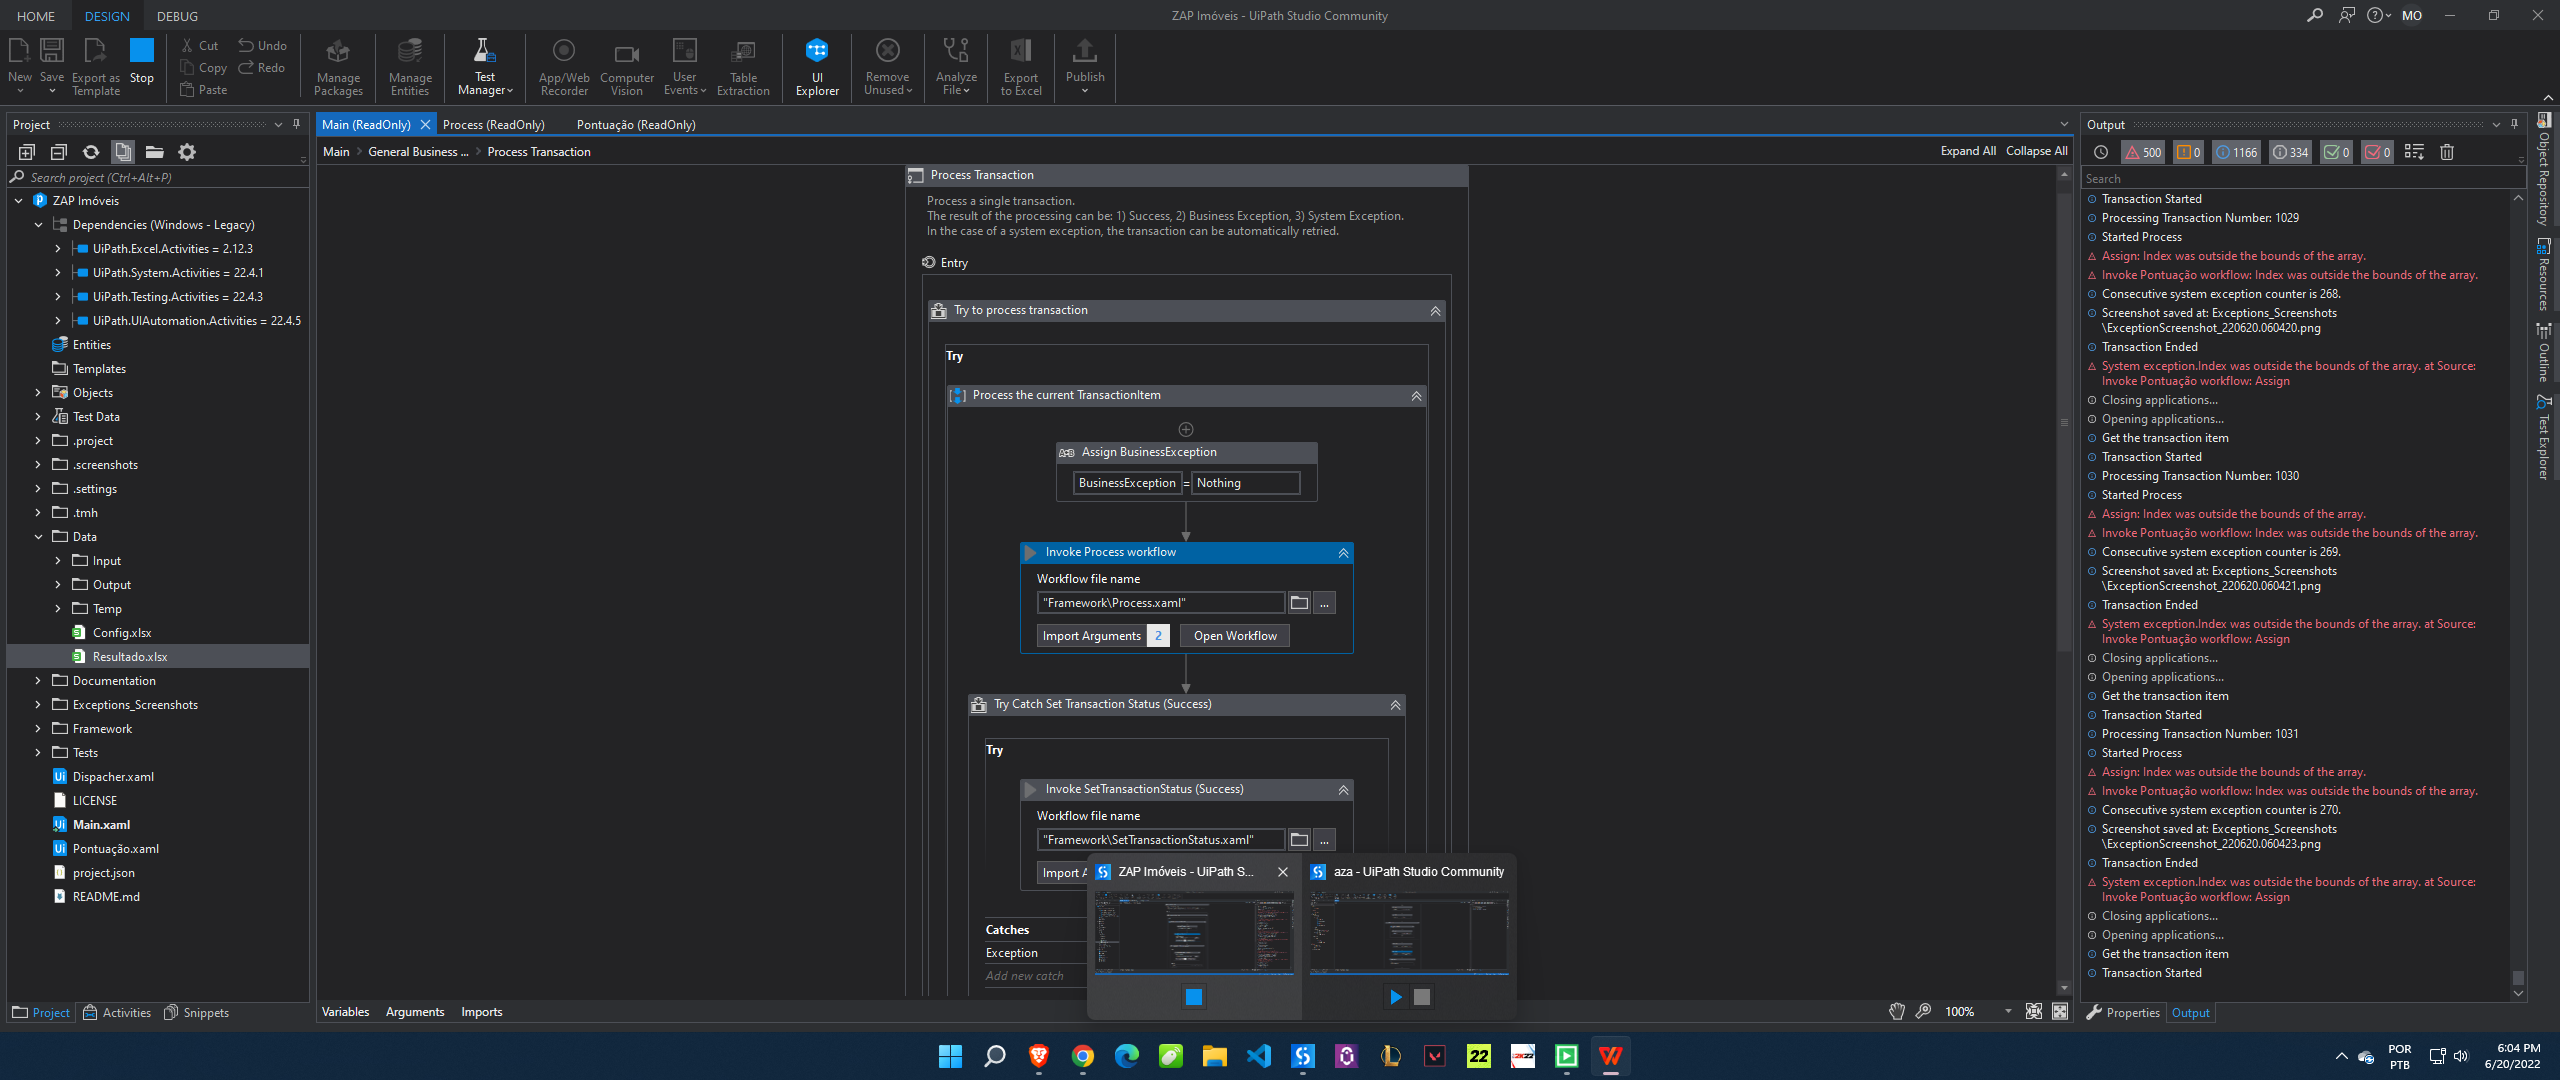 HOME DESIGN DEBUG
ZAP Imóveis - UiPath Studio Community
MO
New
Save
Export as Template
Stop
Cut
Copy
Paste
Undo
Redo
Manage Packages
Manage Entities
Test Manager
App/Web Recorder
Computer Vision
User Events
Table Extraction
UI Explorer
Remove Unused
Analyze File
Export to Excel
Publish
Project
Search project (Ctrl+Alt+P)
ZAP Imóveis
Dependencies (Windows - Legacy)
UiPath.Excel.Activities = 2.12.3
UiPath.System.Activities = 22.4.1
UiPath.Testing.Activities = 22.4.3
UiPath.UIAutomation.Activities = 22.4.5
Entities
Templates
Objects
Test Data
.project
.screenshots
.settings
.tmh
Data
Input
Output
Temp
Config.xlsx
Resultado.xlsx
Documentation
Exceptions_Screenshots
Framework
Tests
Dispacher.xaml
LICENSE
Main.xaml
Pontuação.xaml
project.json
README.md
Project Activities Snippets
Main (ReadOnly) Process (ReadOnly) Pontuação (ReadOnly)
Main General Business ... Process Transaction
Expand All Collapse All
Process Transaction
Process a single transaction.
The result of the processing can be: 1) Success, 2) Business Exception, 3) System Exception.
In the case of a system exception, the transaction can be automatically retried.
Entry
Try to process transaction
Try
Process the current TransactionItem
Assign BusinessException
BusinessException = Nothing
Invoke Process workflow
Workflow file name
"Framework\Process.xaml" ...
Import Arguments 2 Open Workflow
Try Catch Set Transaction Status (Success)
Try
Invoke SetTransactionStatus (Success)
Workflow file name
"Framework\SetTransactionStatus.xaml" ...
Import A
Catches
Exception
Add new catch
ZAP Imóveis - UiPath S...
aza - UiPath Studio Community
Variables Arguments Imports
100%
Output
500 0 1166 334 0 0
Search
Transaction Started
Processing Transaction Number: 1029
Started Process
Assign: Index was outside the bounds of the array.
Invoke Pontuação workflow: Index was outside the bounds of the array.
Consecutive system exception counter is 268.
Screenshot saved at: Exceptions_Screenshots
\ExceptionScreenshot_220620.060420.png
Transaction Ended
System exception.Index was outside the bounds of the array. at Source:
Invoke Pontuação workflow: Assign
Closing applications...
Opening applications...
Get the transaction item
Transaction Started
Processing Transaction Number: 1030
Started Process
Assign: Index was outside the bounds of the array.
Invoke Pontuação workflow: Index was outside the bounds of the array.
Consecutive system exception counter is 269.
Screenshot saved at: Exceptions_Screenshots
\ExceptionScreenshot_220620.060421.png
Transaction Ended
System exception.Index was outside the bounds of the array. at Source:
Invoke Pontuação workflow: Assign
Closing applications...
Opening applications...
Get the transaction item
Transaction Started
Processing Transaction Number: 1031
Started Process
Assign: Index was outside the bounds of the array.
Invoke Pontuação workflow: Index was outside the bounds of the array.
Consecutive system exception counter is 270.
Screenshot saved at: Exceptions_Screenshots
\ExceptionScreenshot_220620.060423.png
Transaction Ended
System exception.Index was outside the bounds of the array. at Source:
Invoke Pontuação workflow: Assign
Closing applications...
Opening applications...
Get the transaction item
Transaction Started
Properties Output
Object Repository
Resources
Outline
Test Explorer
22
2K22
POR
PTB
6:04 PM
6/20/2022